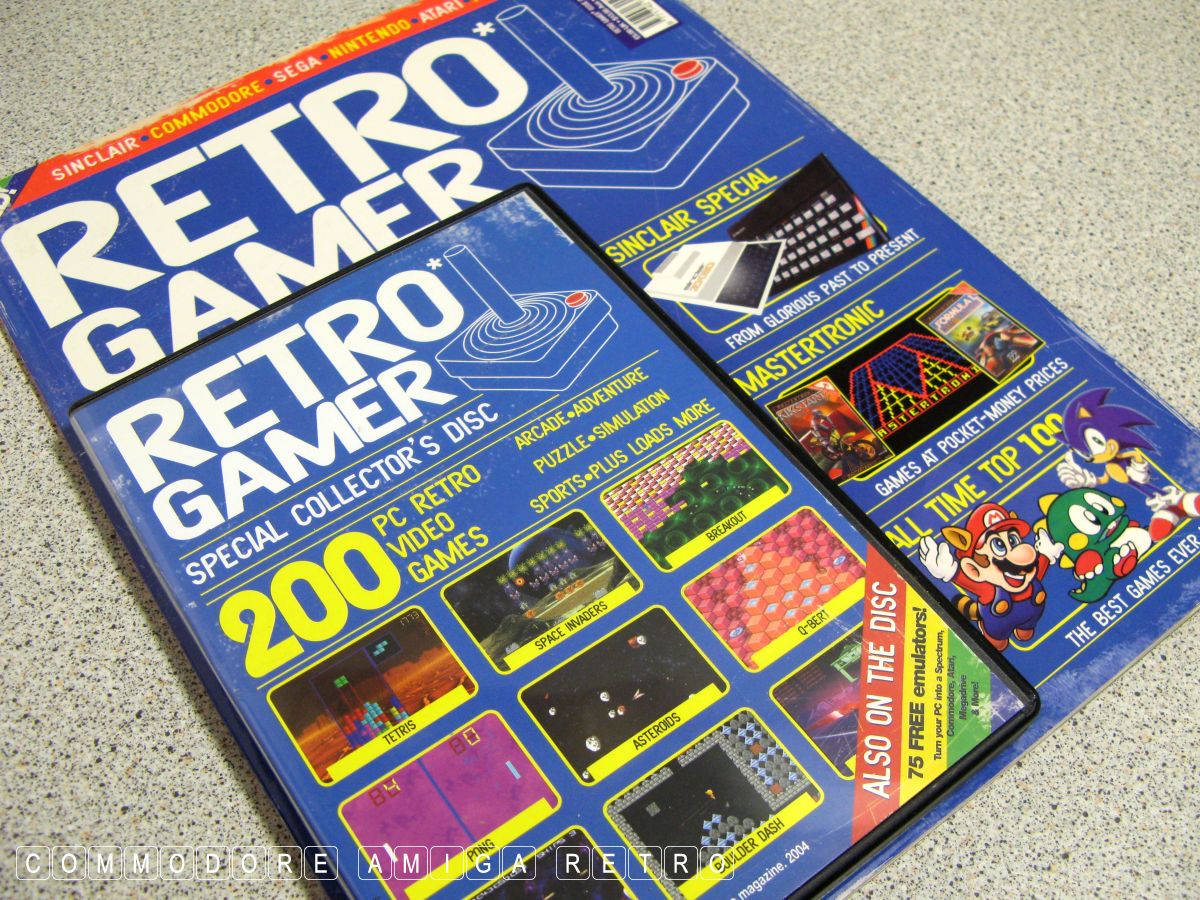 SINCLAIR • COMMODORE • SEGA • NINTENDO • ATARI
RETRO*
GAMER
SINCLAIR SPECIAL
FROM GLORIOUS PAST TO PRESENT
MASTERTRONIC
GAMES AT POCKET-MONEY PRICES
ALL TIME TOP 100
THE BEST GAMES EVER
RETRO*
GAMER
SPECIAL COLLECTOR'S DISC
200
PC RETRO
VIDEO
GAMES
ARCADE•ADVENTURE
PUZZLE•SIMULATION
SPORTS•PLUS LOADS MORE
BREAKOUT
SPACE INVADERS
Q-BERT
TETRIS
ASTEROIDS
PONG
BOULDER DASH
ALSO ON THE DISC
75 FREE emulators!
Turn your PC into a Spectrum,
Commodore, Atari,
Megadrive
& More!
magazine. 2004
COMMODORE AMIGA RETRO